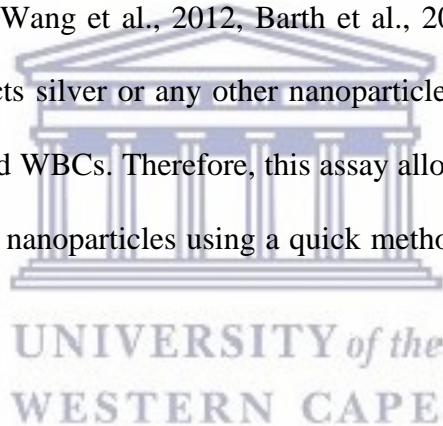 Wang et al., 2012, Barth et al., 20
cts silver or any other nanoparticle
d WBCs. Therefore, this assay allo
nanoparticles using a quick metho
UNIVERSITY of the
WESTERN CAPE